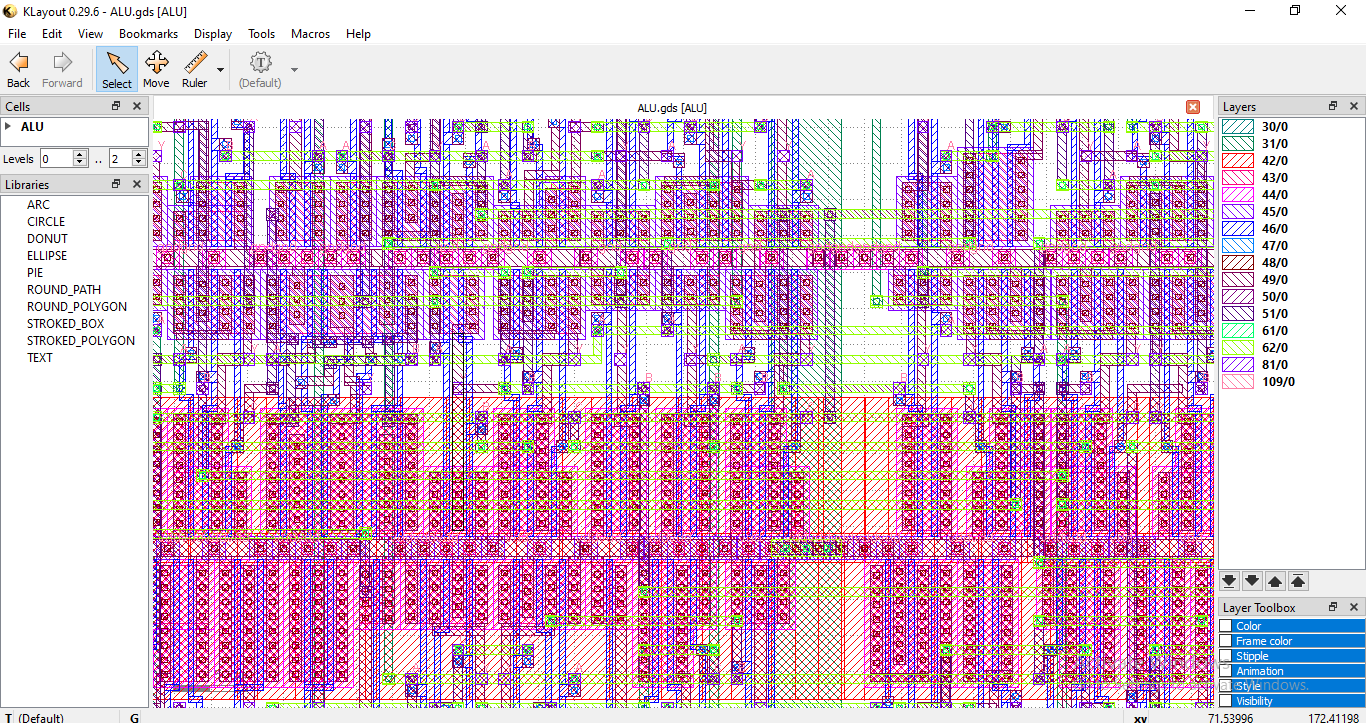 KLayout 0.29.6 - ALU.gds [ALU]
File Edit View Bookmarks Display Tools Macros Help
Back Forward Select Move Ruler (Default)
Cells
ALU
Levels 0 .. 2
Libraries
ARC
CIRCLE
DONUT
ELLIPSE
PIE
ROUND_PATH
ROUND_POLYGON
STROKED_BOX
STROKED_POLYGON
TEXT
ALU.gds [ALU]
Layers
30/0
31/0
42/0
43/0
44/0
45/0
46/0
47/0
48/0
49/0
50/0
51/0
61/0
62/0
81/0
109/0
Layer Toolbox
Color
Frame color
Stipple
Animation
Style
Visibility
Windows.
T (Default) G xy 71.53996 172.41198